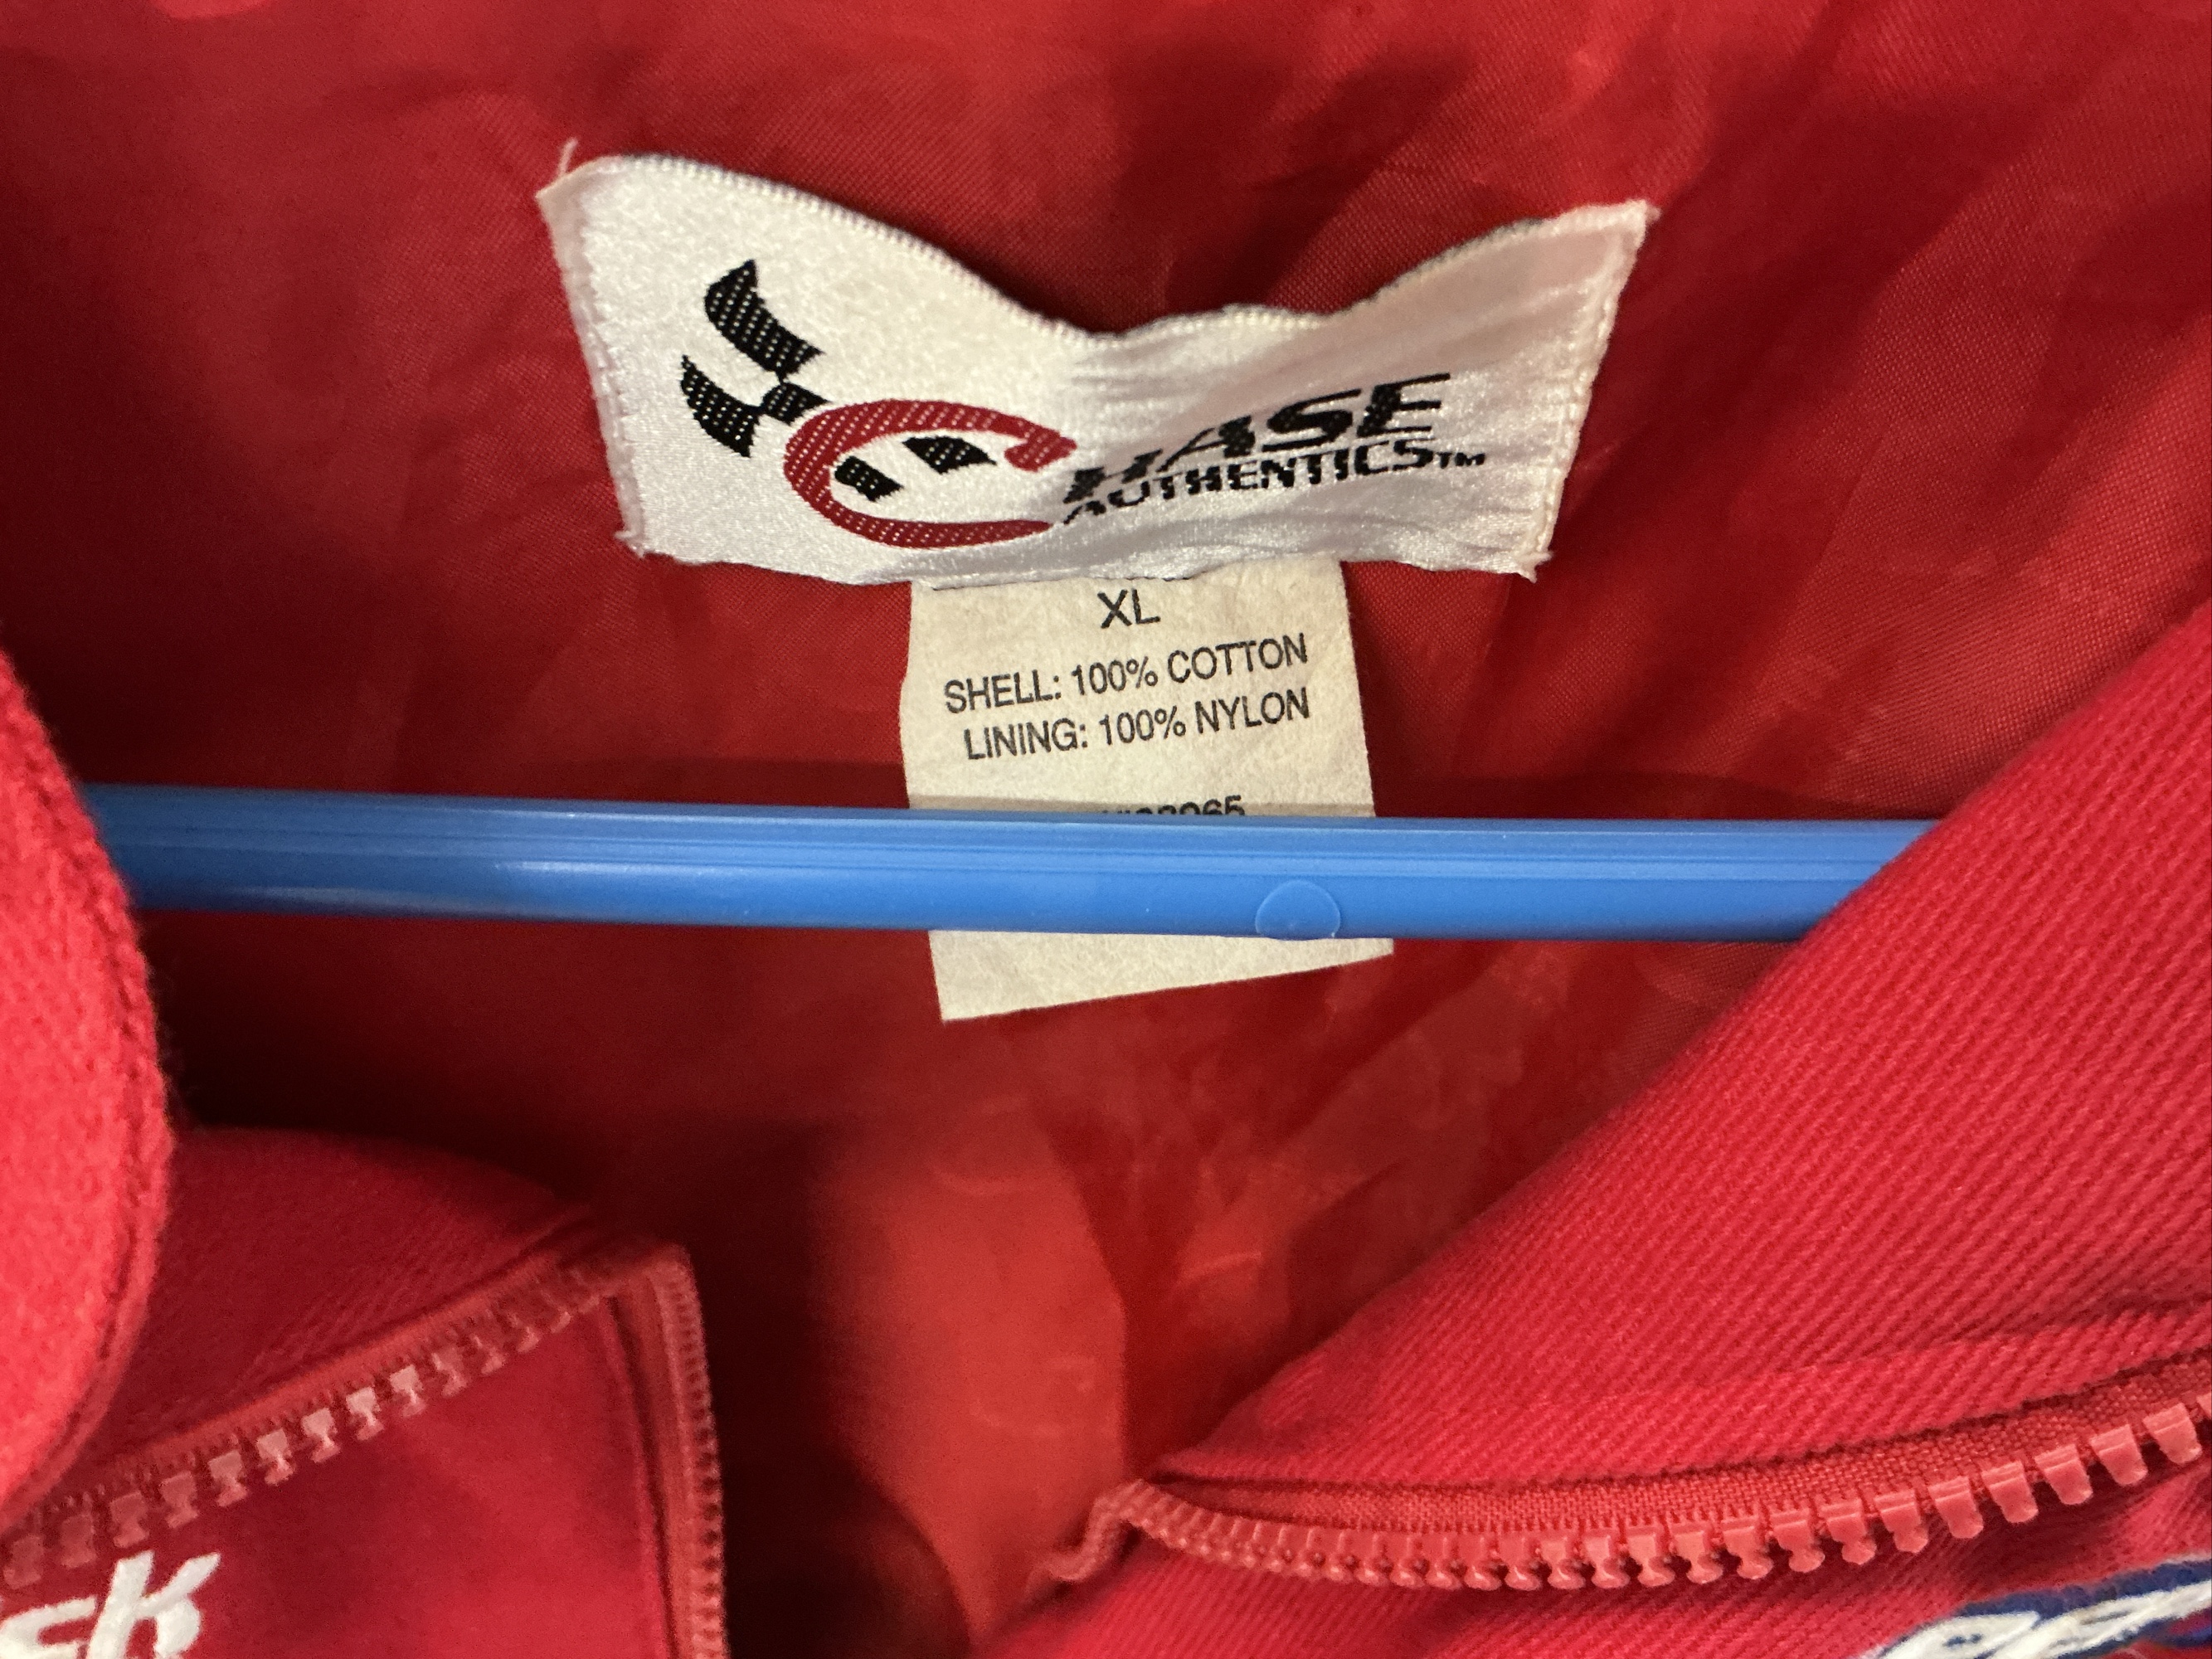 CHASE
AUTHENTICS™
XL
SHELL: 100% COTTON
LINING: 100% NYLON